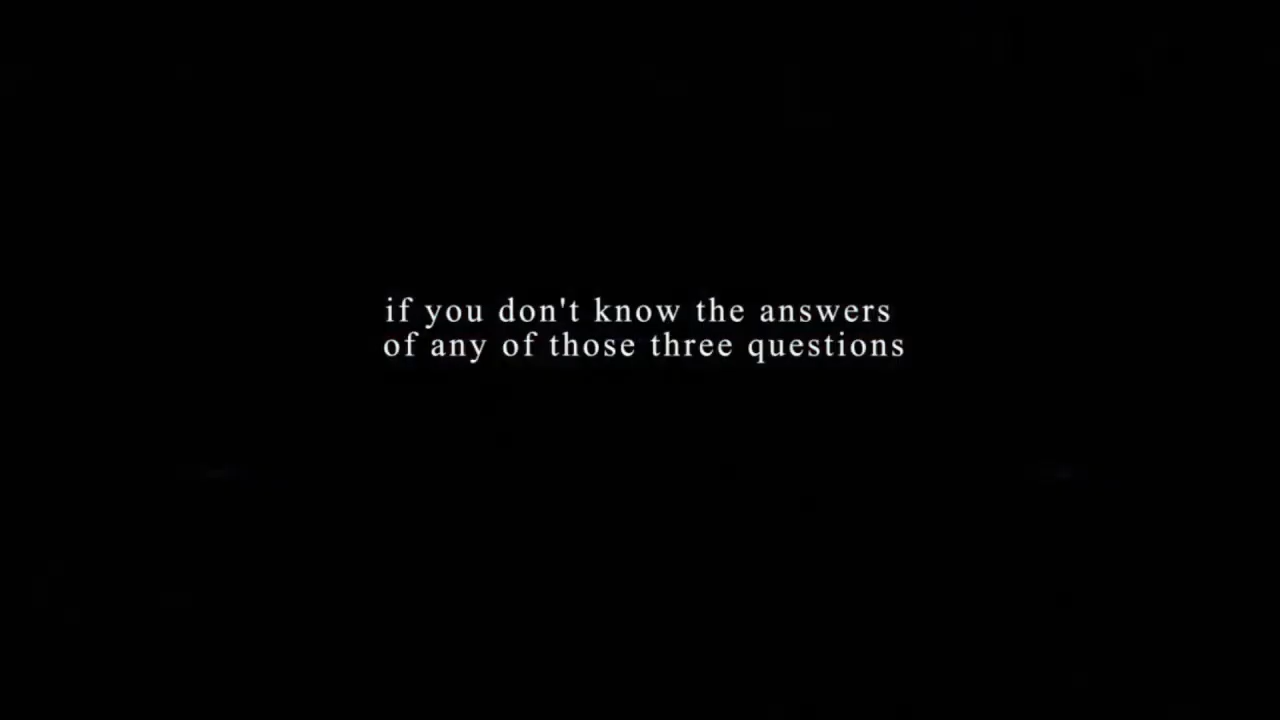 if you don't know the answers
of any of those three questions